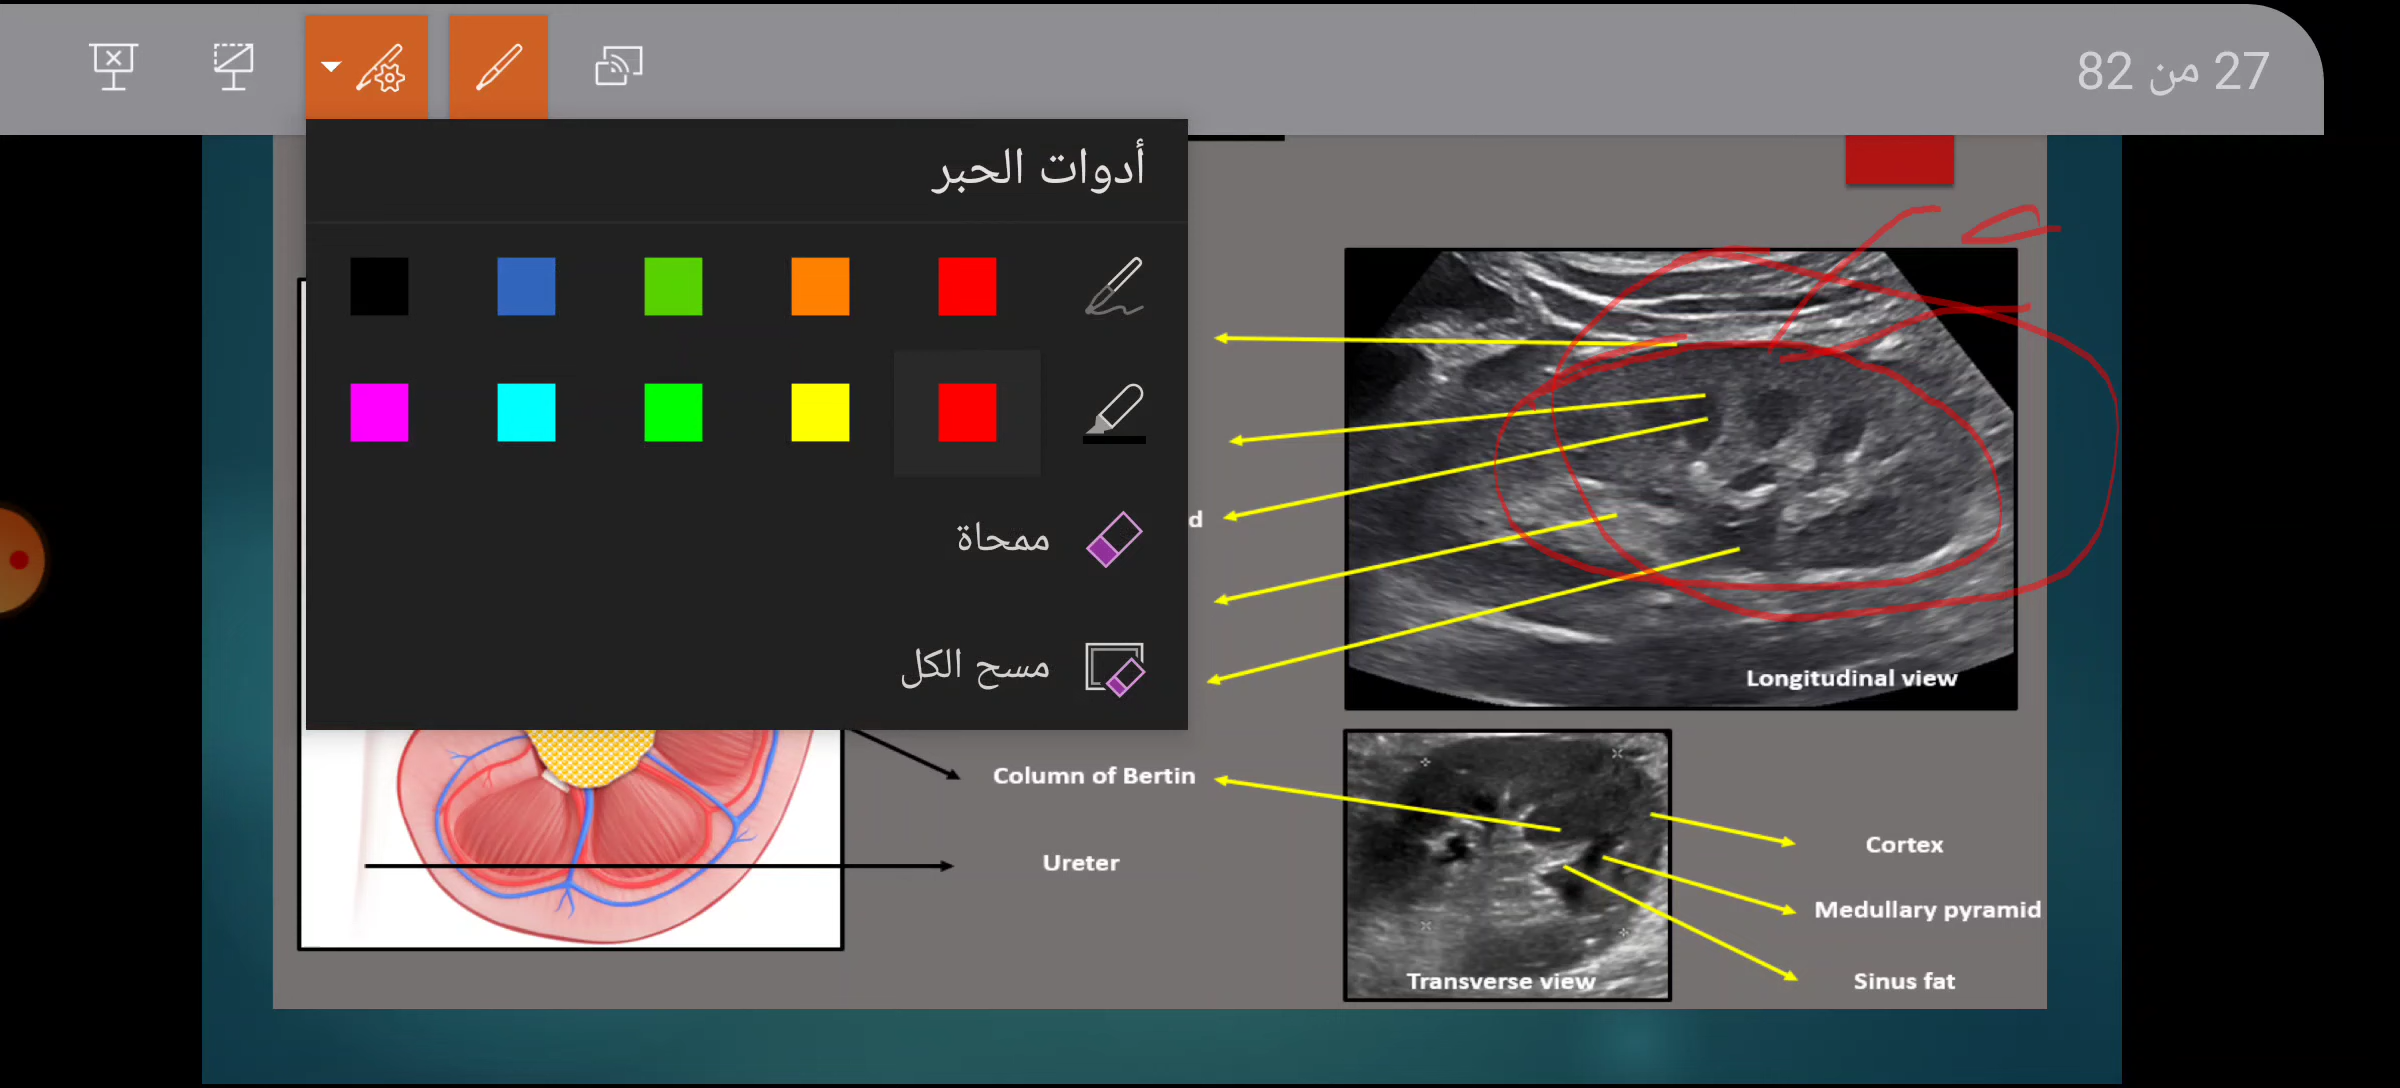 27 من 82
أدوات الحبر
ممحاة
مسح الكل
d
Longitudinal view
Column of Bertin
Ureter
Cortex
Medullary pyramid
Sinus fat
Transverse view